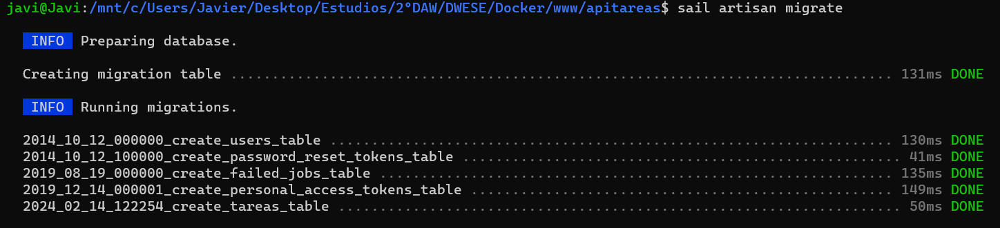 javi@Javi:/mnt/c/Users/Javier/Desktop/Estudios/2°DAW/DWESE/Docker/www/apitareas$ sail artisan migrate
INFO Preparing database.
Creating migration table ................................................................................ 131ms DONE
INFO Running migrations.
2014_10_12_000000_create_users_table .................................................................... 130ms DONE
2014_10_12_100000_create_password_reset_tokens_table ..................................................... 41ms DONE
2019_08_19_000000_create_failed_jobs_table .............................................................. 135ms DONE
2019_12_14_000001_create_personal_access_tokens_table ................................................... 149ms DONE
2024_02_14_122254_create_tareas_table .................................................................... 50ms DONE